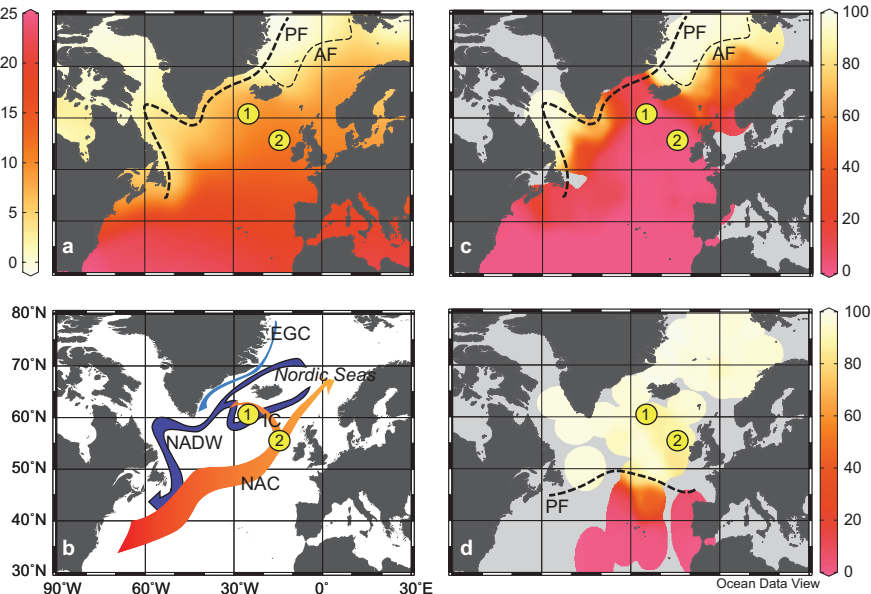 25
20
15
10
5
0
PF
AF
1
2
a
PF
AF
1
2
c
100
80
60
40
20
0
80°N
70°N
60°N
50°N
40°N
30°N
EGC
Nordic Seas
1
IC
2
NADW
NAC
b
90°W
60°W
30°W
0°
30°E
1
2
PF
d
100
80
60
40
20
0
Ocean Data View